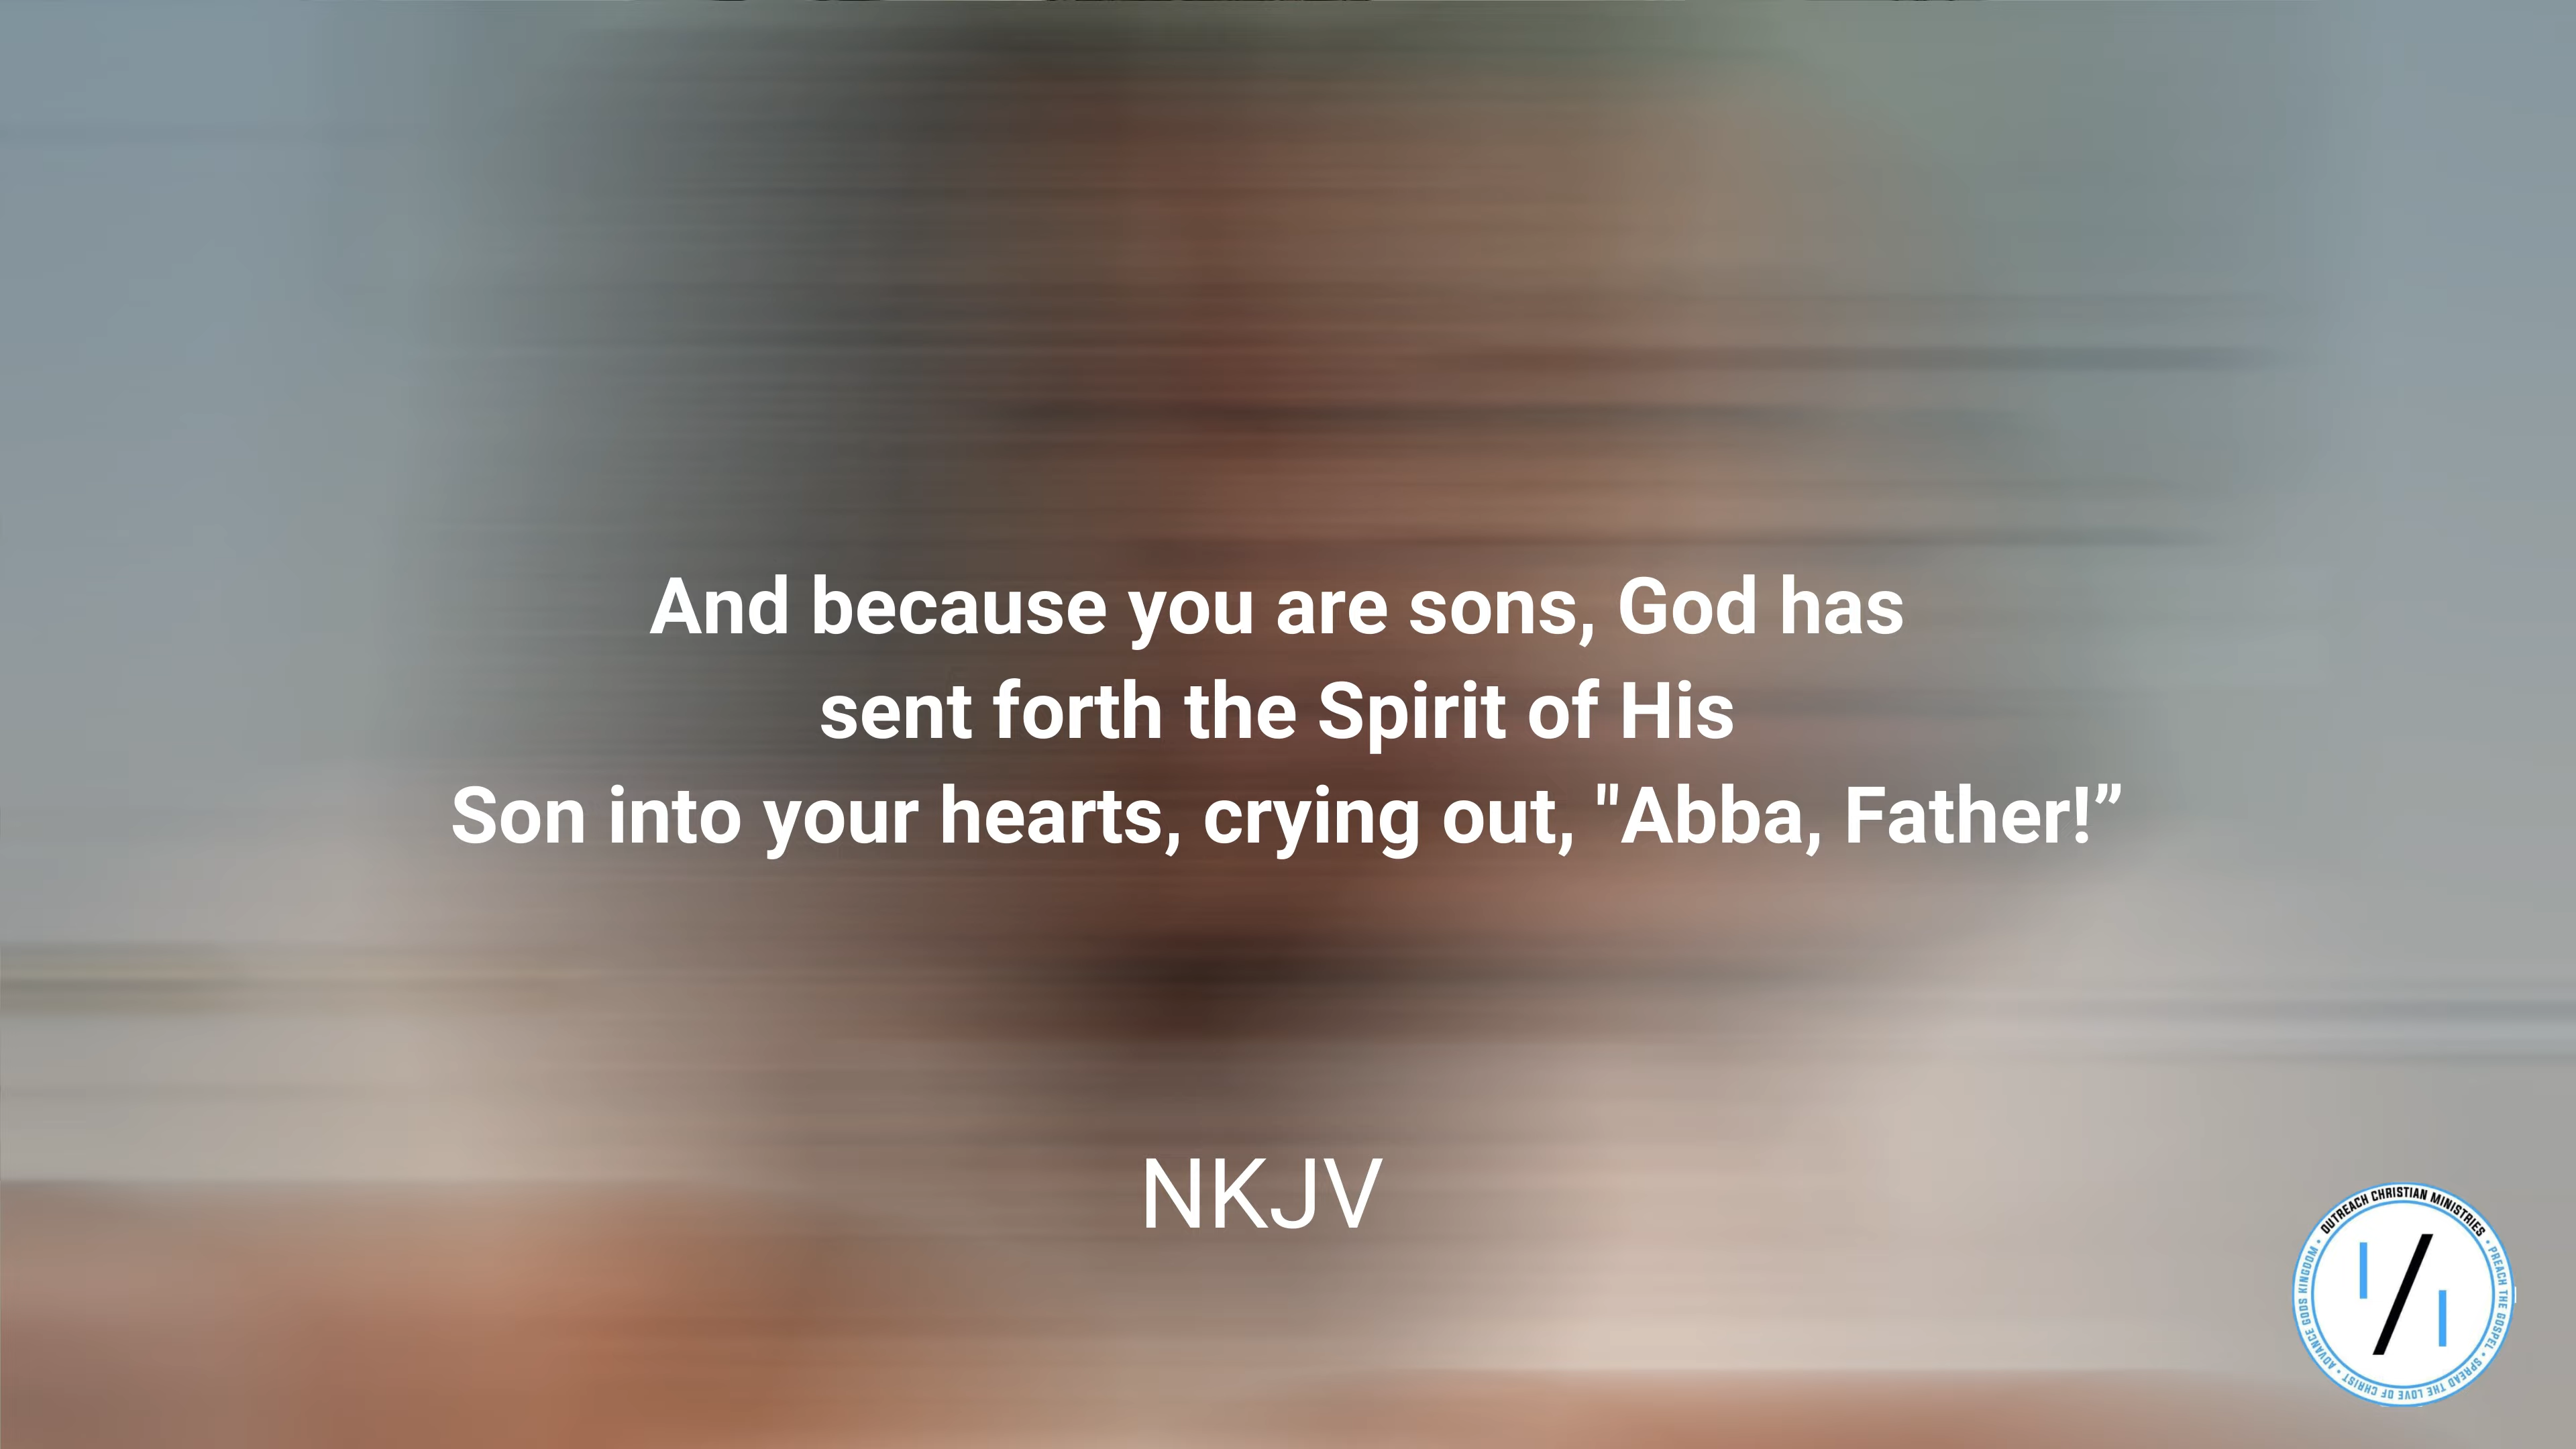 And because you are sons, God has
sent forth the Spirit of His
Son into your hearts, crying out, "Abba, Father!”
NKJV
OUTREACH CHRISTIAN MINISTRIES • PREACH THE GOSPEL • SPREAD THE LOVE OF CHRIST • ADVANCE GODS KINGDOM •